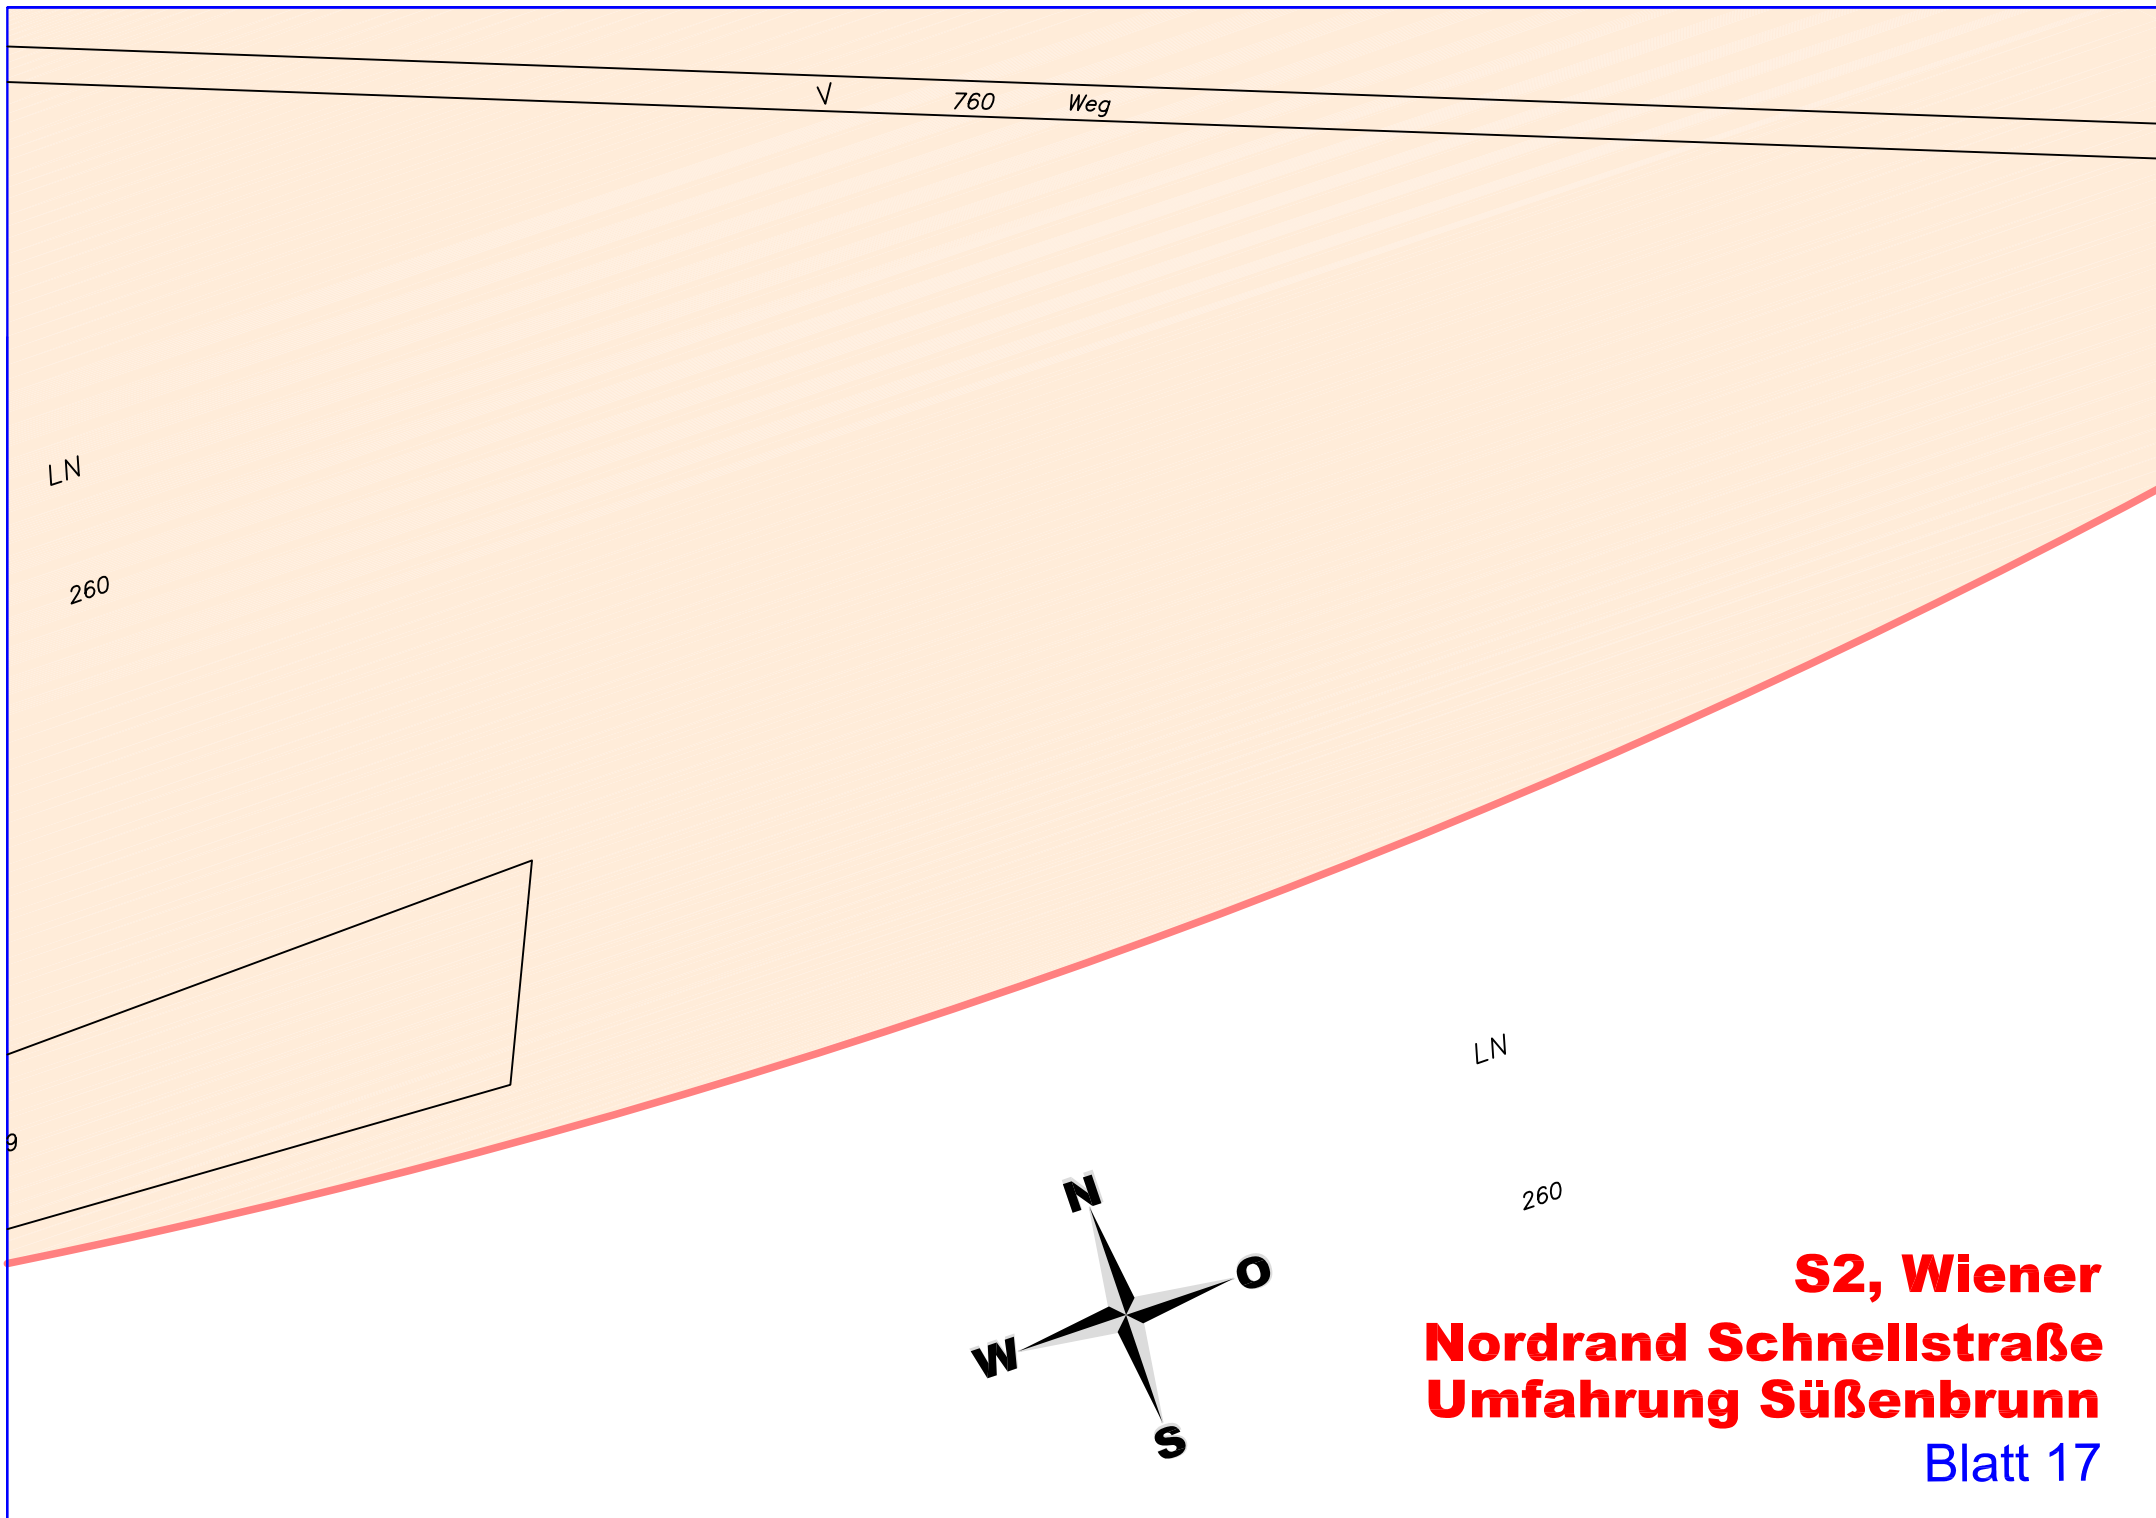 V 760 Weg
LN
260
LN
9
N
260
O
W
S
S2, Wiener
Nordrand Schnellstraße
Umfahrung Süßenbrunn
Blatt 17